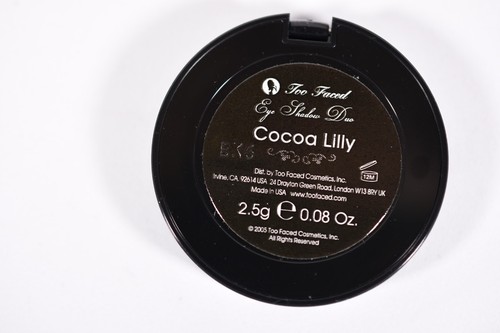 Too Faced
Eye Shadow Duo
Cocoa Lilly
Dist. by Too Faced Cosmetics, Inc.
Irvine, CA. 92614 USA 24 Drayton Green Road, London W13 8RY UK
Made in USA www.toofaced.com
12M
2.5g e 0.08 Oz.
© 2005 Too Faced Cosmetics, Inc.
All Rights Reserved